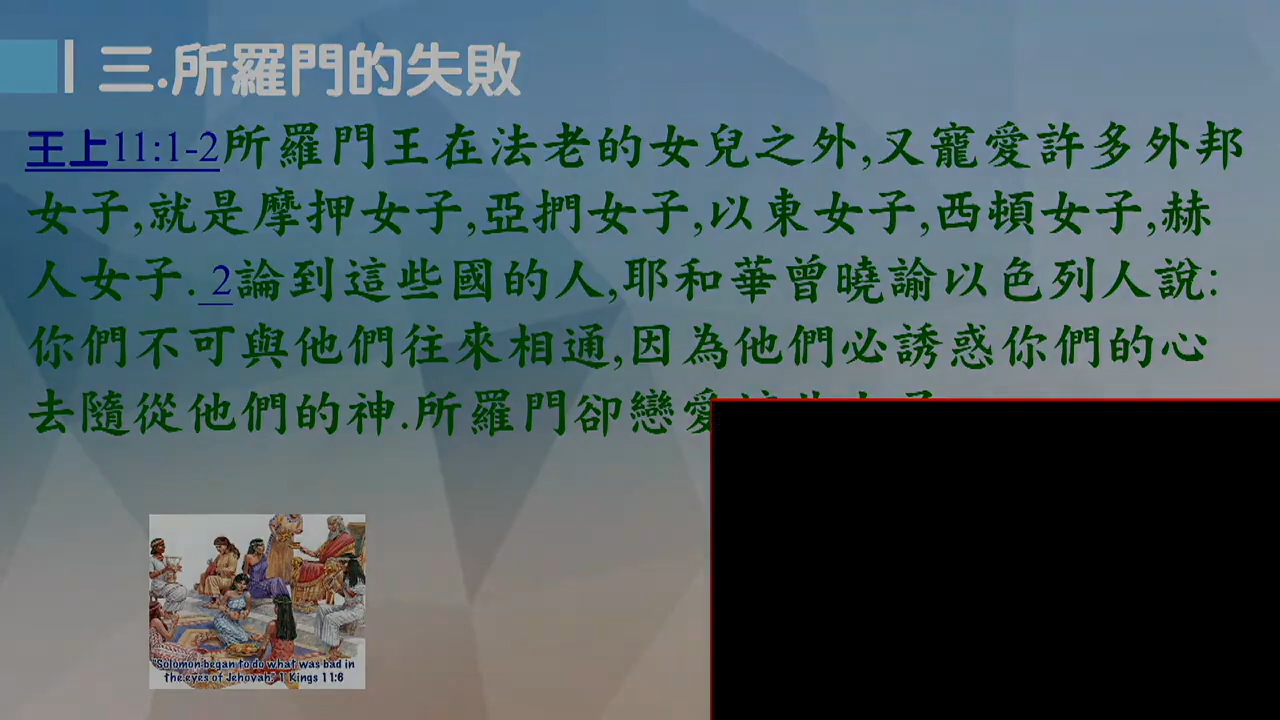 三.所羅門的失敗
王上11:1-2所羅門王在法老的女兒之外,又寵愛許多外邦
女子,就是摩押女子,亞捫女子,以東女子,西頓女子,赫
人女子. 2論到這些國的人,耶和華曾曉諭以色列人說:
你們不可與他們往來相通,因為他們必誘惑你們的心
去隨從他們的神.所羅門卻戀愛
"Solomon began to do what was bad in
the eyes of Jehovah." 1 Kings 11:6